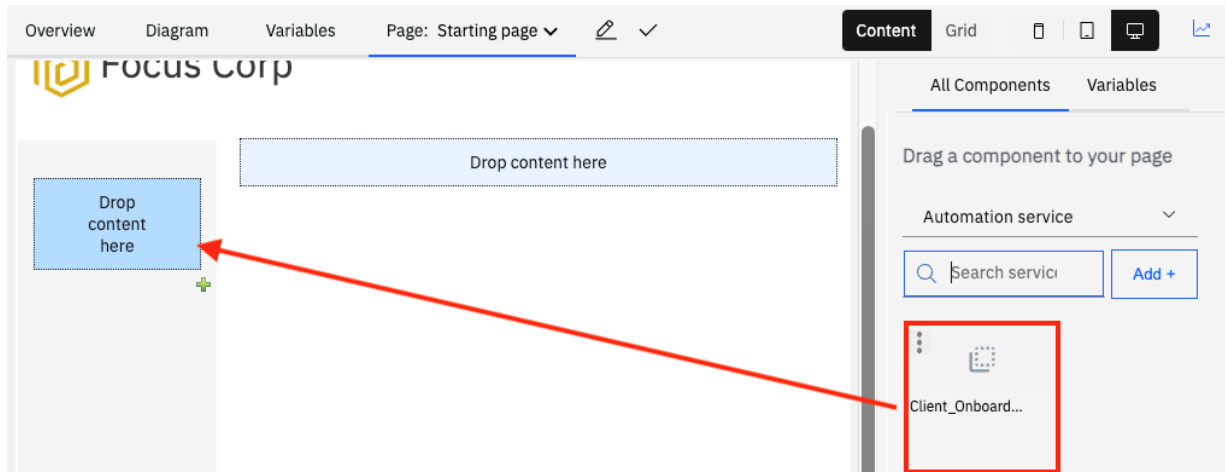 Overview Diagram Variables Page: Starting page Content Grid
Focus Corp
All Components Variables
Drop content here
Drag a component to your page
Drop
content
here
Automation service
Search servic
Add +
Client_Onboard...